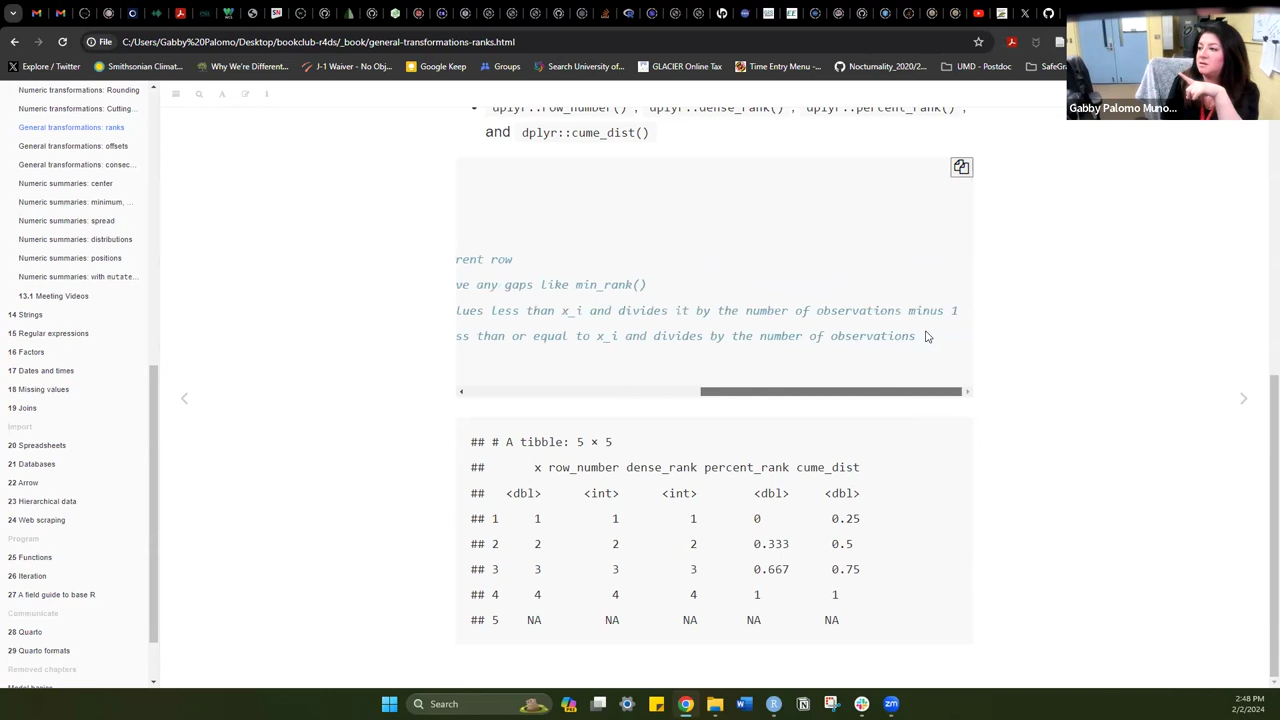 File
C:/Users/Gabby%20Palomo/Desktop/bookclub-r4ds/_book/general-transformations-ranks.html
Explore / Twitter
Smithsonian Climat...
Why We're Different...
J-1 Waiver - No Obj...
Google Keep
GLACIER Online Tax
Time Entry - Menu...
Nocturnality_2020/2...
UMD - Postdoc
Safety of...
Search Uni
Gabby Palomo Muno...
Numeric transformations: Rounding
Numeric transformations: Cutting...
General transformations: ranks
General transformations: offsets
General transformations: consec...
Numeric summaries: center
Numeric summaries: minimum, ...
Numeric summaries: spread
Numeric summaries: distributions
Numeric summaries: positions
Numeric summaries: with mutate...
13.1 Meeting Videos
14 Strings
15 Regular expressions
16 Factors
17 Dates and times
18 Missing values
19 Joins
Import
20 Spreadsheets
21 Databases
22 Arrow
23 Hierarchical data
24 Web scraping
Program
25 Functions
26 Iteration
27 A field guide to base R
Communicate
28 Quarto
29 Quarto formats
Removed chapters
dplyr::row_number() , dplyr::dense_rank() , dplyr::percent_rank() ,
and dplyr::cume_dist()
rent row
ve any gaps like min_rank()
lues less than x_i and divides it by the number of observations minus 1
ss than or equal to x_i and divides by the number of observations
## # A tibble: 5 × 5
## x row_number dense_rank percent_rank cume_dist
## <dbl> <int> <int> <dbl> <dbl>
## 1 1 1 1 0 0.25
## 2 2 2 2 0.333 0.5
## 3 3 3 3 0.667 0.75
## 4 4 4 4 1 1
## 5 NA NA NA NA NA
Search
2:48 PM
2/2/2024